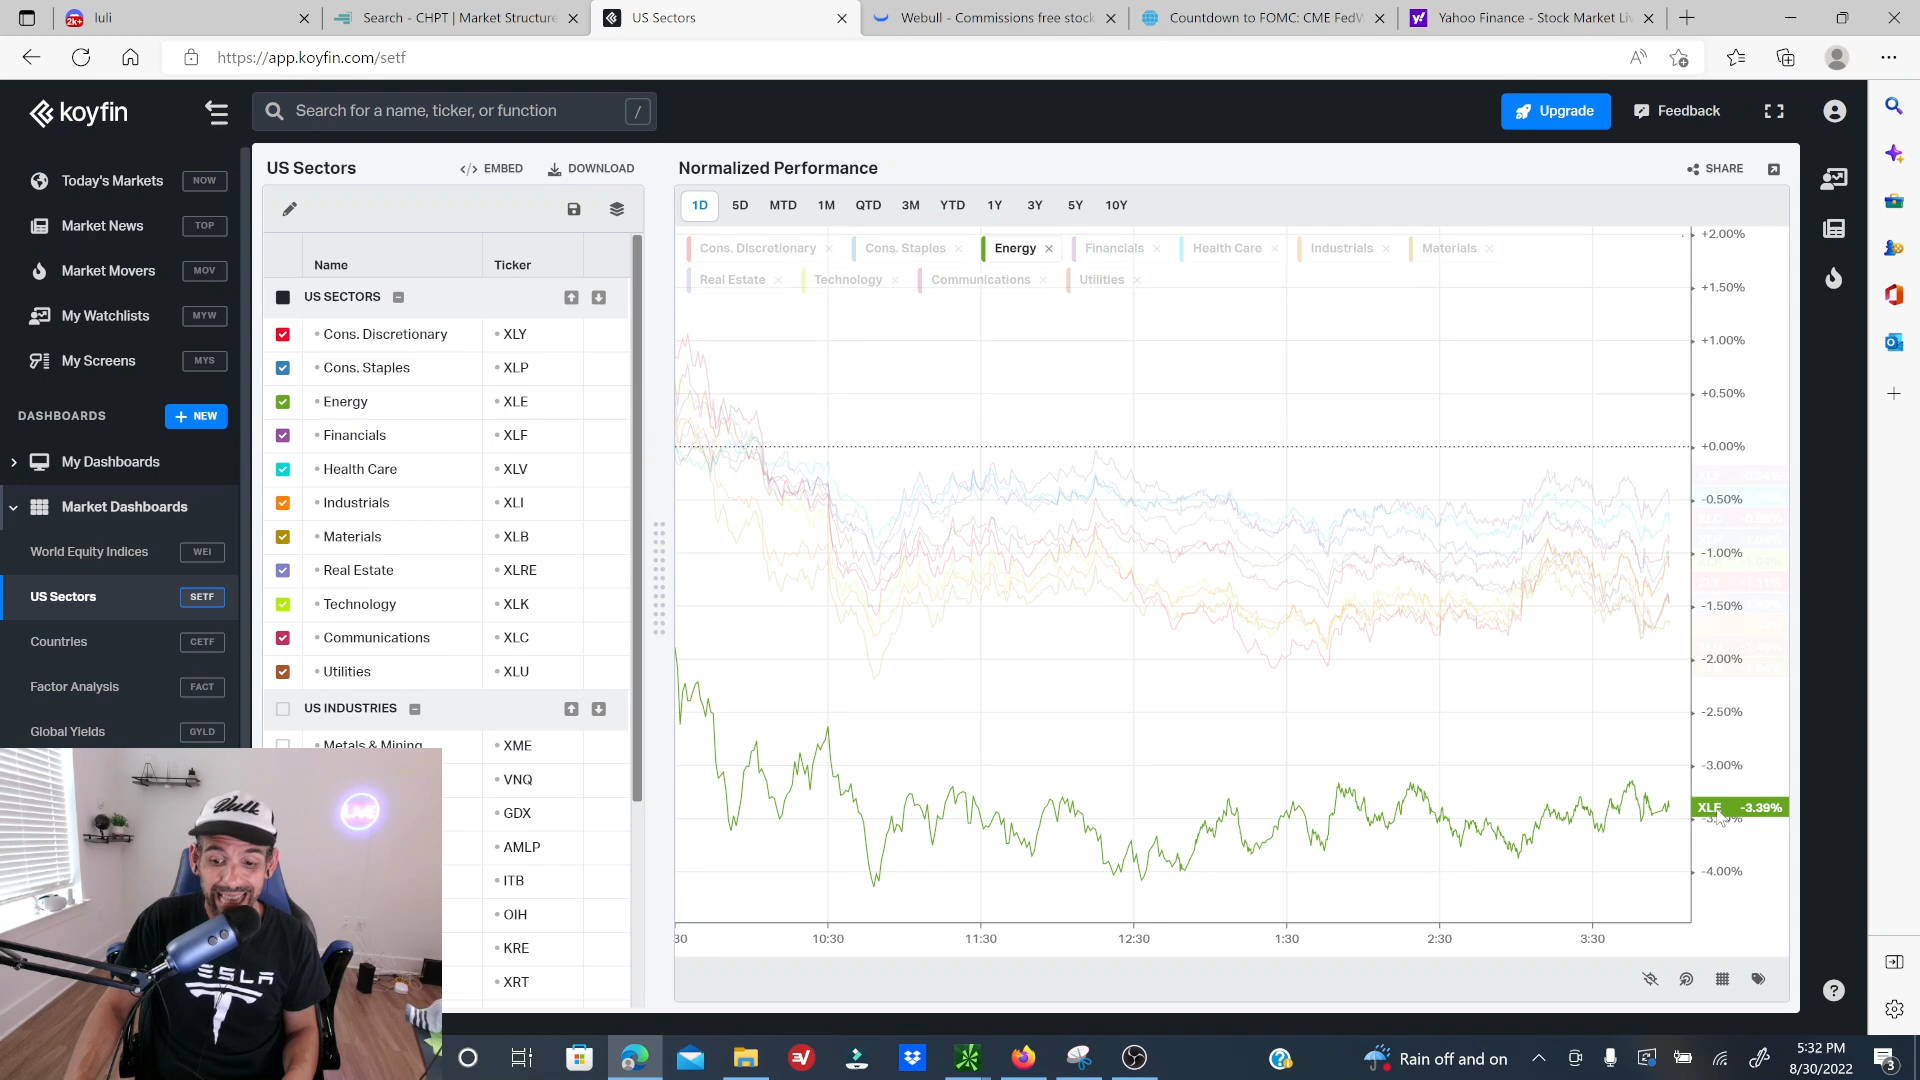 luli
Search - CHPT | Market Structure
US Sectors
Webull - Commissions free stock
Countdown to FOMC: CME FedW
Yahoo Finance - Stock Market Liv
https://app.koyfin.com/setf
koyfin
Search for a name, ticker, or function /
Upgrade
Feedback
Today's Markets NOW
Market News TOP
Market Movers MOV
My Watchlists MYW
My Screens MYS
DASHBOARDS + NEW
My Dashboards
Market Dashboards
World Equity Indices WEI
US Sectors SETF
Countries CETF
Factor Analysis FACT
Global Yields GYLD
US Sectors </> EMBED DOWNLOAD
Name Ticker
US SECTORS
Cons. Discretionary XLY
Cons. Staples XLP
Energy XLE
Financials XLF
Health Care XLV
Industrials XLI
Materials XLB
Real Estate XLRE
Technology XLK
Communications XLC
Utilities XLU
US INDUSTRIES
Metals & Mining XME
VNQ
GDX
AMLP
ITB
OIH
KRE
XRT
Normalized Performance SHARE
1D 5D MTD 1M QTD 3M YTD 1Y 3Y 5Y 10Y
Cons. Discretionary Cons. Staples Energy Financials Health Care Industrials Materials
Real Estate Technology Communications Utilities
+2.00%
+1.50%
+1.00%
+0.50%
+0.00%
-0.50%
-1.00%
-1.50%
-2.00%
-2.50%
-3.00%
XLE -3.39%
-4.00%
30 10:30 11:30 12:30 1:30 2:30 3:30
LIVE
TESLA
Rain off and on
5:32 PM
8/30/2022
3